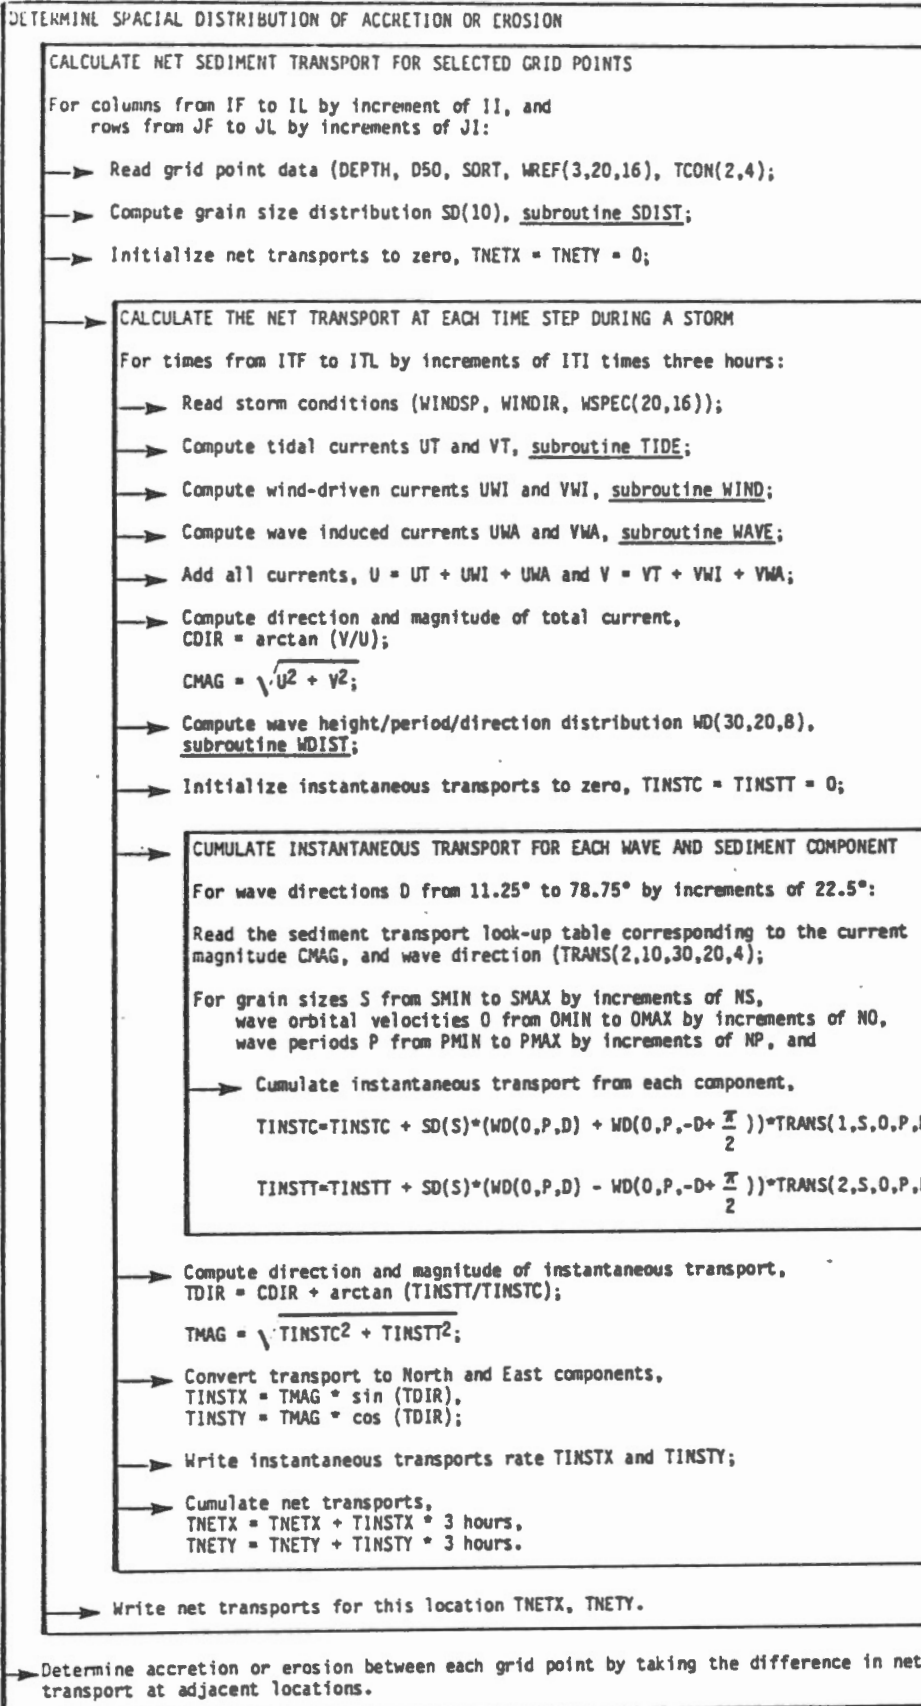 DETERMINE SPACIAL DISTRIBUTION OF ACCRETION OR EROSION
CALCULATE NET SEDIMENT TRANSPORT FOR SELECTED GRID POINTS
For columns from IF to IL by increment of II, and
rows from JF to JL by increments of JI:
Read grid point data (DEPTH, D50, SORT, WREF(3,20,16), TCON(2,4);
Compute grain size distribution SD(10), subroutine SDIST;
Initialize net transports to zero, TNETX = TNETY = 0;
CALCULATE THE NET TRANSPORT AT EACH TIME STEP DURING A STORM
For times from ITF to ITL by increments of ITI times three hours:
Read storm conditions (WINDSP, WINDIR, WSPEC(20,16));
Compute tidal currents UT and VT, subroutine TIDE;
Compute wind-driven currents UWI and VWI, subroutine WIND;
Compute wave induced currents UWA and VWA, subroutine WAVE;
Add all currents, U = UT + UWI + UWA and V = VT + VWI + VWA;
Compute direction and magnitude of total current,
CDIR = arctan (V/U);
CMAG = √U² + V²;
Compute wave height/period/direction distribution WD(30,20,8),
subroutine WDIST;
Initialize instantaneous transports to zero, TINSTC = TINSTT = 0;
CUMULATE INSTANTANEOUS TRANSPORT FOR EACH WAVE AND SEDIMENT COMPONENT
For wave directions D from 11.25° to 78.75° by increments of 22.5°:
Read the sediment transport look-up table corresponding to the current
magnitude CMAG, and wave direction (TRANS(2,10,30,20,4);
For grain sizes S from SMIN to SMAX by increments of NS,
wave orbital velocities O from OMIN to OMAX by increments of NO,
wave periods P from PMIN to PMAX by increments of NP, and
Cumulate instantaneous transport from each component,
TINSTC=TINSTC + SD(S)*(WD(O,P,D) + WD(O,P,-D+ π/2 ))*TRANS(1,S,O,P,
TINSTT=TINSTT + SD(S)*(WD(O,P,D) - WD(O,P,-D+ π/2 ))*TRANS(2,S,O,P,
Compute direction and magnitude of instantaneous transport,
TDIR = CDIR + arctan (TINSTT/TINSTC);
TMAG = √TINSTC² + TINSTT²;
Convert transport to North and East components,
TINSTX = TMAG * sin (TDIR),
TINSTY = TMAG * cos (TDIR);
Write instantaneous transports rate TINSTX and TINSTY;
Cumulate net transports,
TNETX = TNETX + TINSTX * 3 hours,
TNETY = TNETY + TINSTY * 3 hours.
Write net transports for this location TNETX, TNETY.
Determine accretion or erosion between each grid point by taking the difference in net
transport at adjacent locations.